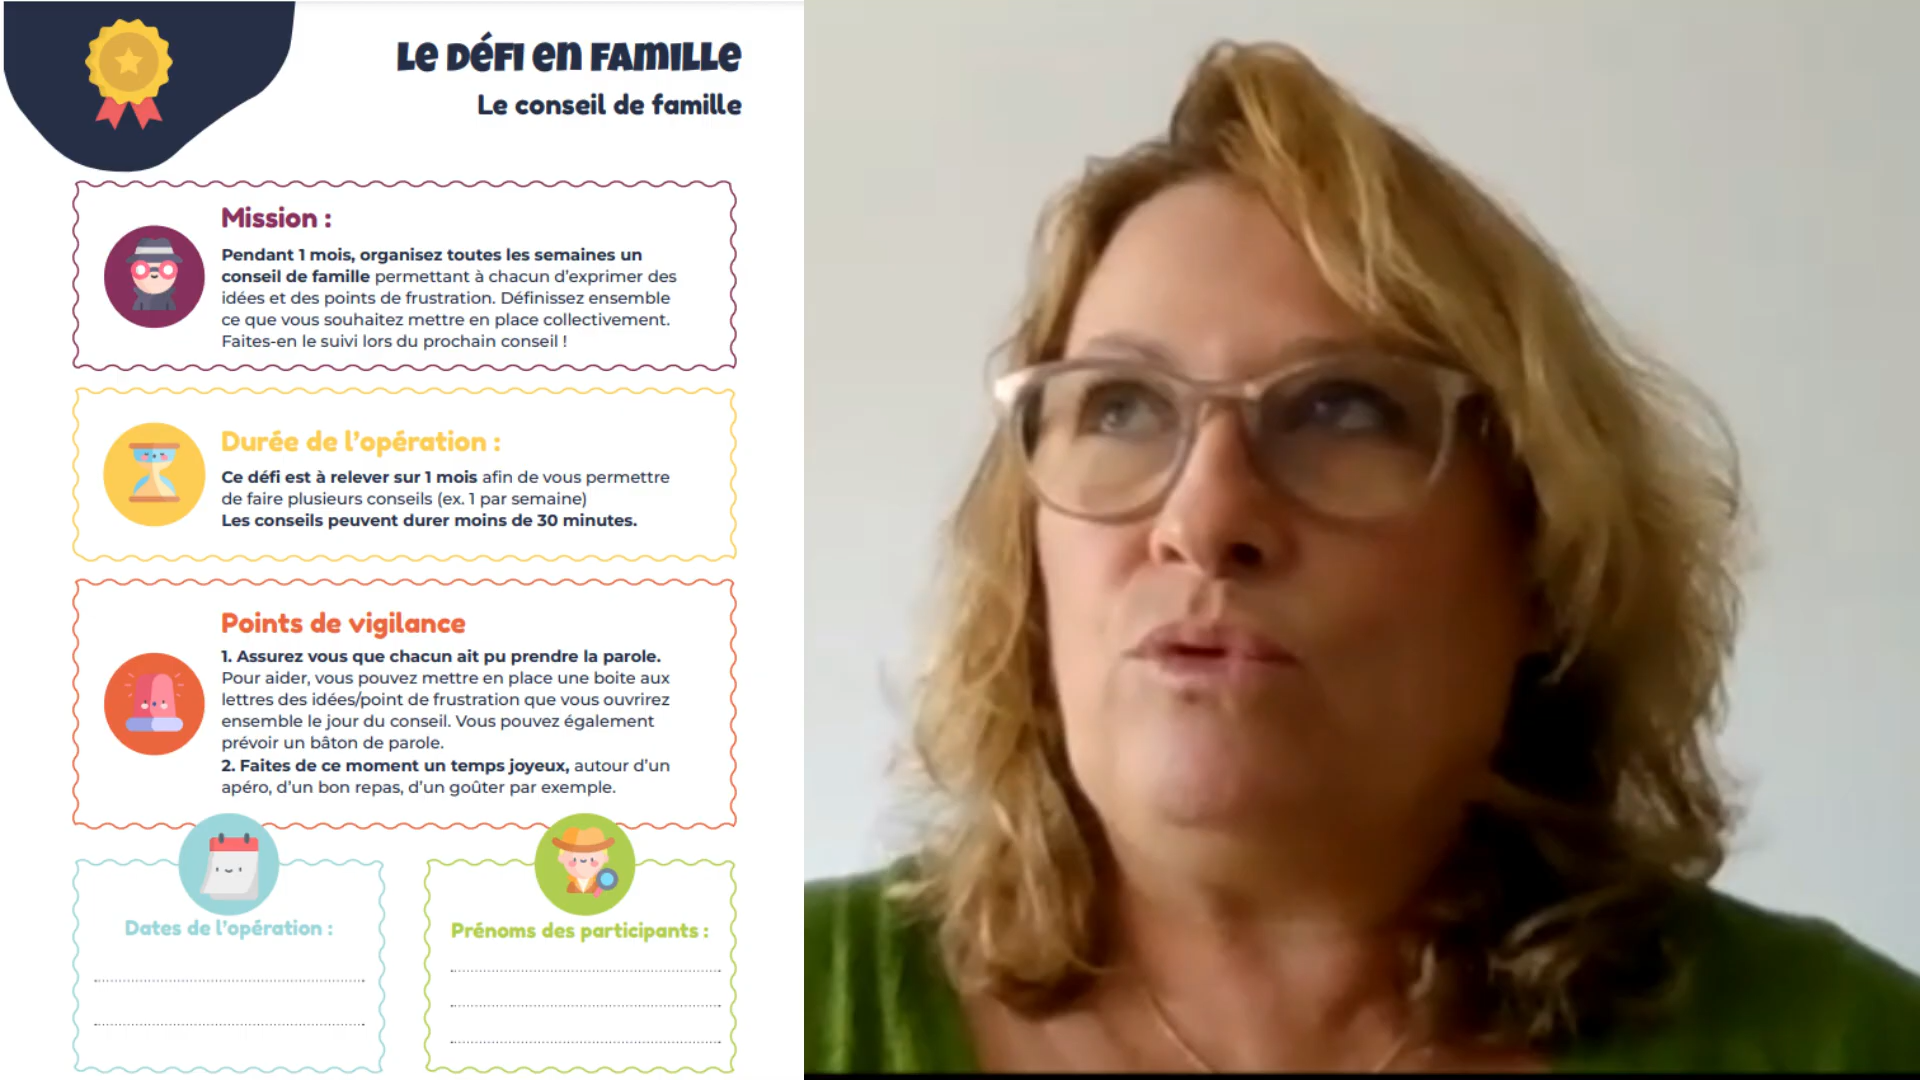 Le Défi en Famille
Le conseil de famille
Mission :
Pendant 1 mois, organisez toutes les semaines un
conseil de famille permettant à chacun d'exprimer des
idées et des points de frustration. Définissez ensemble
ce que vous souhaitez mettre en place collectivement.
Faites-en le suivi lors du prochain conseil !
Durée de l'opération :
Ce défi est à relever sur 1 mois afin de vous permettre
de faire plusieurs conseils (ex. 1 par semaine)
Les conseils peuvent durer moins de 30 minutes.
Points de vigilance
1. Assurez vous que chacun ait pu prendre la parole.
Pour aider, vous pouvez mettre en place une boite aux
lettres des idées/point de frustration que vous ouvrirez
ensemble le jour du conseil. Vous pouvez également
prévoir un bâton de parole.
2. Faites de ce moment un temps joyeux, autour d'un
apéro, d'un bon repas, d'un goûter par exemple.
Dates de l'opération :
Prénoms des participants :